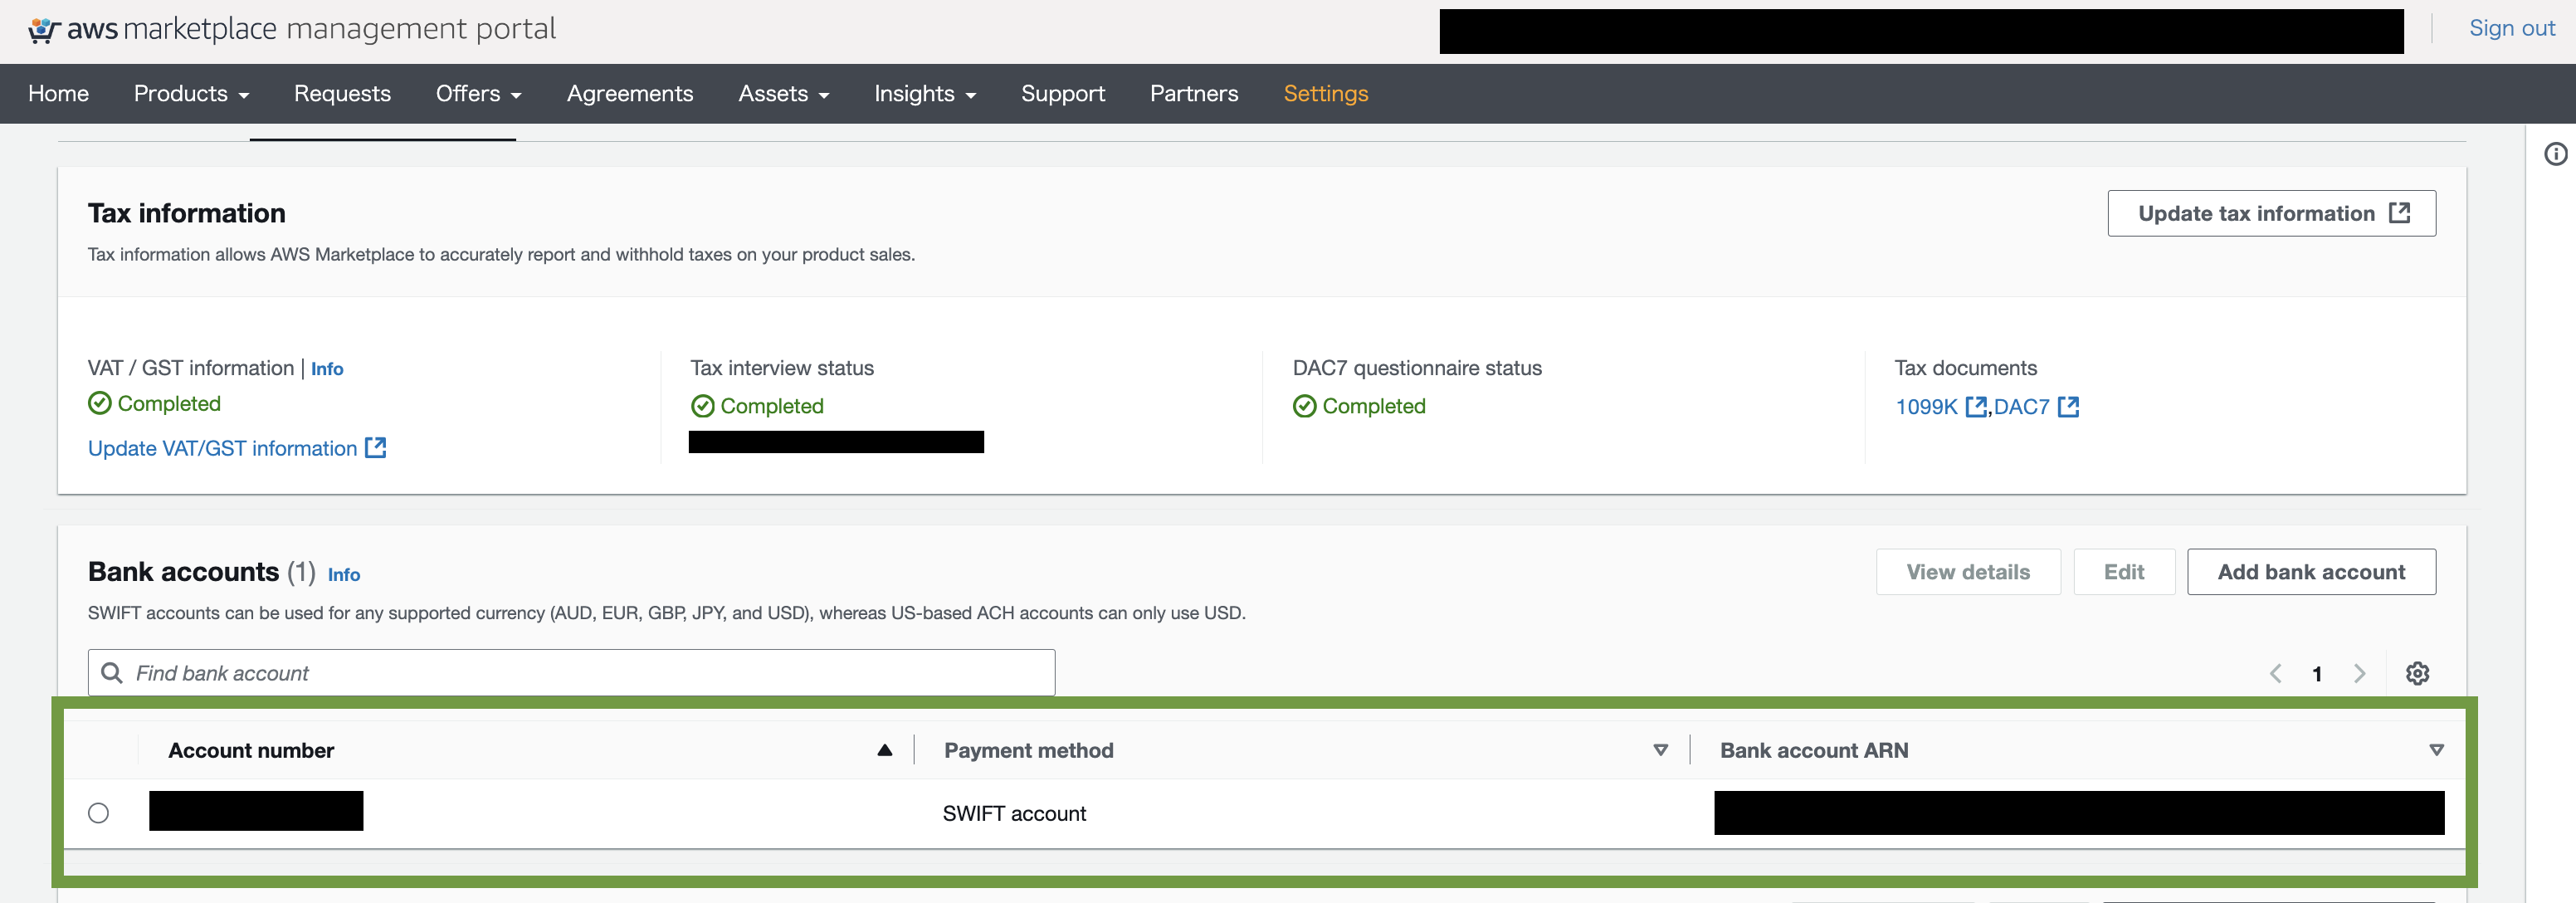 aws marketplace management portal
Sign out
Home Products Requests Offers Agreements Assets Insights Support Partners Settings
Tax information
Update tax information
Tax information allows AWS Marketplace to accurately report and withhold taxes on your product sales.
VAT / GST information | Info
Completed
Update VAT/GST information
Tax interview status
Completed
DAC7 questionnaire status
Completed
Tax documents
1099K ,DAC7
Bank accounts (1) Info
View details
Edit
Add bank account
SWIFT accounts can be used for any supported currency (AUD, EUR, GBP, JPY, and USD), whereas US-based ACH accounts can only use USD.
Find bank account
1
Account number Payment method Bank account ARN
SWIFT account